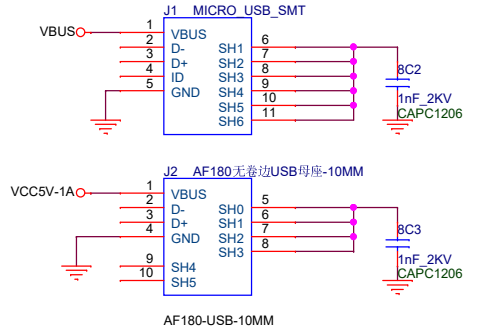 J1 MICRO_USB_SMT
VBUS
1 VBUS
2 D-
3 D+
4 ID
5 GND
SH1 6
SH2 7
SH3 8
SH4 9
SH5 10
SH6 11
8C2
1nF_2KV
CAPC1206
J2 AF180无卷边USB母座-10MM
VCC5V-1A
1 VBUS
2 D-
3 D+
4 GND
9 SH4
10 SH5
SH0 5
SH1 6
SH2 7
SH3 8
8C3
1nF_2KV
CAPC1206
AF180-USB-10MM